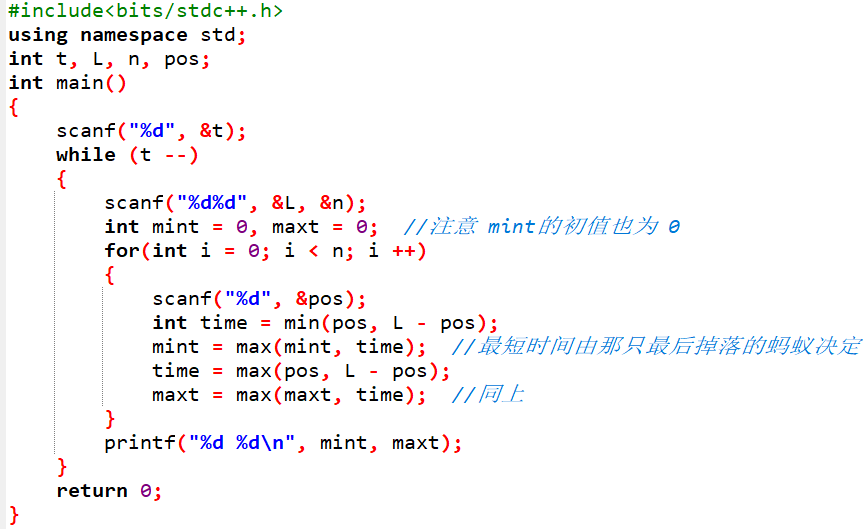 #include<bits/stdc++.h>
using namespace std;
int t, L, n, pos;
int main()
{
    scanf("%d", &t);
    while (t --)
    {
        scanf("%d%d", &L, &n);
        int mint = 0, maxt = 0;  //注意 mint的初值也为 0
        for(int i = 0; i < n; i ++)
        {
            scanf("%d", &pos);
            int time = min(pos, L - pos);
            mint = max(mint, time);  //最短时间由那只最后掉落的蚂蚁决定
            time = max(pos, L - pos);
            maxt = max(maxt, time);  //同上
        }
        printf("%d %d\n", mint, maxt);
    }
    return 0;
}